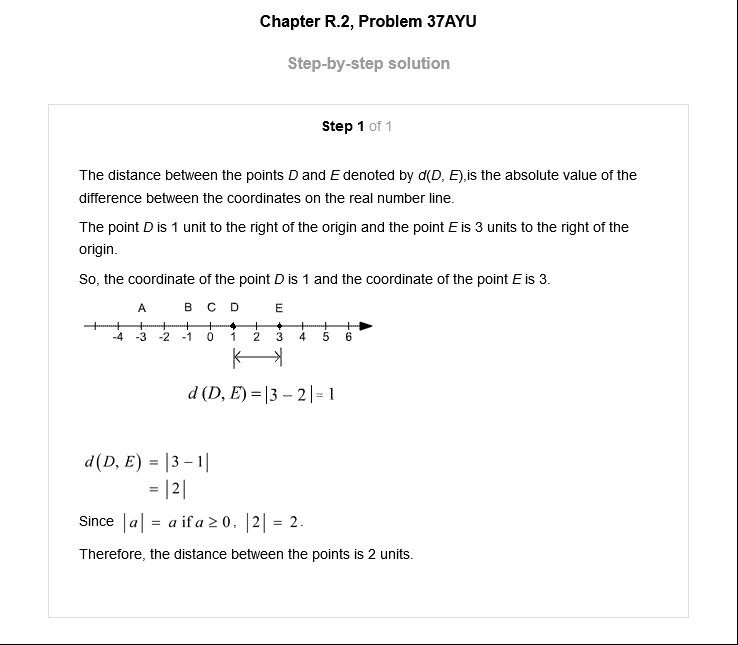 Chapter R.2, Problem 37AYU
Step-by-step solution
Step 1 of 1
The distance between the points D and E denoted by d(D, E),is the absolute value of the
difference between the coordinates on the real number line.
The point D is 1 unit to the right of the origin and the point E is 3 units to the right of the
origin.
So, the coordinate of the point D is 1 and the coordinate of the point E is 3.
A B C D E
-4 -3 -2 -1 0 1 2 3 4 5 6
d (D, E) = |3 – 2| = 1
d(D, E) = |3 – 1|
= |2|
Since |a| = a if a ≥ 0, |2| = 2.
Therefore, the distance between the points is 2 units.